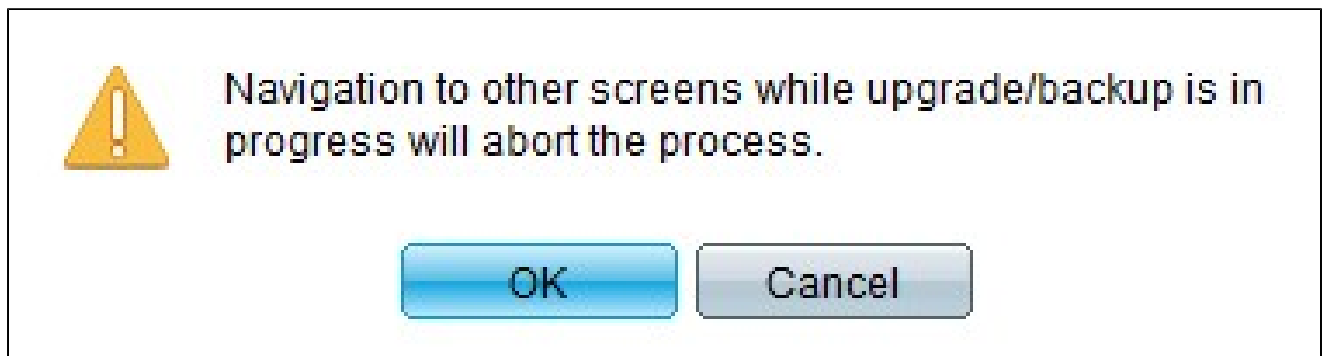 Navigation to other screens while upgrade/backup is in
progress will abort the process.
OK
Cancel